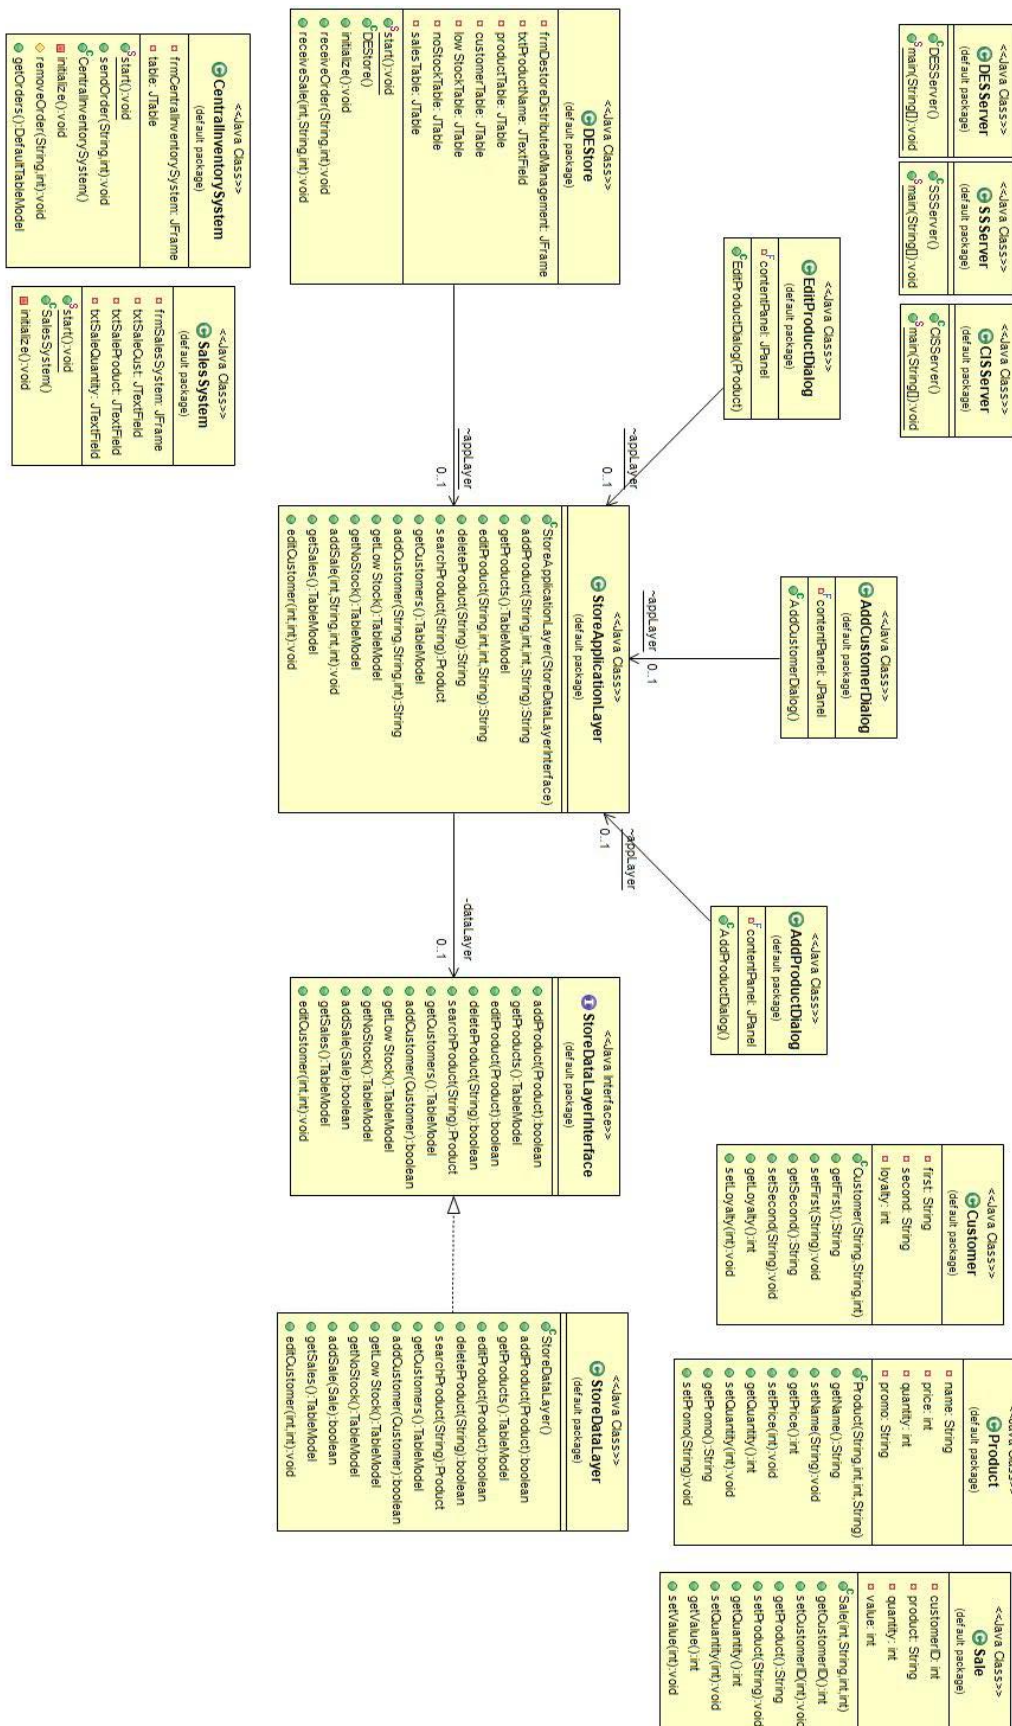 <<Java Class>>
DESServer
(default package)
DESServer()
main(String[]):void
<<Java Class>>
SSServer
(default package)
SSServer()
main(String[]):void
<<Java Class>>
CISServer
(default package)
CISServer()
main(String[]):void
<<Java Class>>
DEStore
(default package)
frmDestoreDistributedManagement: JFrame
txtProductName: JTextField
productTable: JTable
customerTable: JTable
lowStockTable: JTable
noStockTable: JTable
salesTable: JTable
start():void
DEStore()
initialize():void
receiveOrder(String,int):void
receiveSale(int,String,int):void
<<Java Class>>
CentralInventorySystem
(default package)
frmCentralInventorySystem: JFrame
table: JTable
start():void
sendOrder(String,int):void
CentralInventorySystem()
initialize():void
removeOrder(String,int):void
getOrders():DefaultTableModel
<<Java Class>>
SalesSystem
(default package)
frmSalesSystem: JFrame
txtSaleCust: JTextField
txtSaleProduct: JTextField
txtSaleQuantity: JTextField
start():void
SalesSystem()
initialize():void
<<Java Class>>
EditProductDialog
(default package)
contentPanel: JPanel
EditProductDialog(Product)
<<Java Class>>
AddCustomerDialog
(default package)
contentPanel: JPanel
AddCustomerDialog()
<<Java Class>>
AddProductDialog
(default package)
contentPanel: JPanel
AddProductDialog()
~appLayer
0..1
~appLayer
0..1
~appLayer
0..1
~appLayer
0..1
<<Java Class>>
StoreApplicationLayer
(default package)
StoreApplicationLayer(StoreDataLayerInterface)
addProduct(String,int,int,String):String
getProducts():TableModel
editProduct(String,int,int,String):String
deleteProduct(String):String
searchProduct(String):Product
getCustomers():TableModel
addCustomer(String,String,int):String
getLowStock():TableModel
getNoStock():TableModel
addSale(int,String,int,int):void
getSales():TableModel
editCustomer(int,int):void
-dataLayer
0..1
<<Java Interface>>
StoreDataLayerInterface
(default package)
addProduct(Product):boolean
getProducts():TableModel
editProduct(Product):boolean
deleteProduct(String):boolean
searchProduct(String):Product
getCustomers():TableModel
addCustomer(Customer):boolean
getLowStock():TableModel
getNoStock():TableModel
addSale(Sale):boolean
getSales():TableModel
editCustomer(int,int):void
<<Java Class>>
StoreDataLayer
(default package)
StoreDataLayer()
addProduct(Product):boolean
getProducts():TableModel
editProduct(Product):boolean
deleteProduct(String):boolean
searchProduct(String):Product
getCustomers():TableModel
addCustomer(Customer):boolean
getLowStock():TableModel
getNoStock():TableModel
addSale(Sale):boolean
getSales():TableModel
editCustomer(int,int):void
<<Java Class>>
Customer
(default package)
first: String
second: String
loyalty: int
Customer(String,String,int)
getFirst():String
setFirst(String):void
getSecond():String
setSecond(String):void
getLoyalty():int
setLoyalty(int):void
Product
(default package)
name: String
price: int
quantity: int
promo: String
Product(String,int,int,String)
getName():String
setName(String):void
getPrice():int
setPrice(int):void
getQuantity():int
setQuantity(int):void
getPromo():String
setPromo(String):void
<<Java Class>>
Sale
(default package)
customerID: int
product: String
quantity: int
value: int
Sale(int,String,int,int)
getCustomerID():int
setCustomerID(int):void
getProduct():String
setProduct(String):void
getQuantity():int
setQuantity(int):void
getValue():int
setValue(int):void